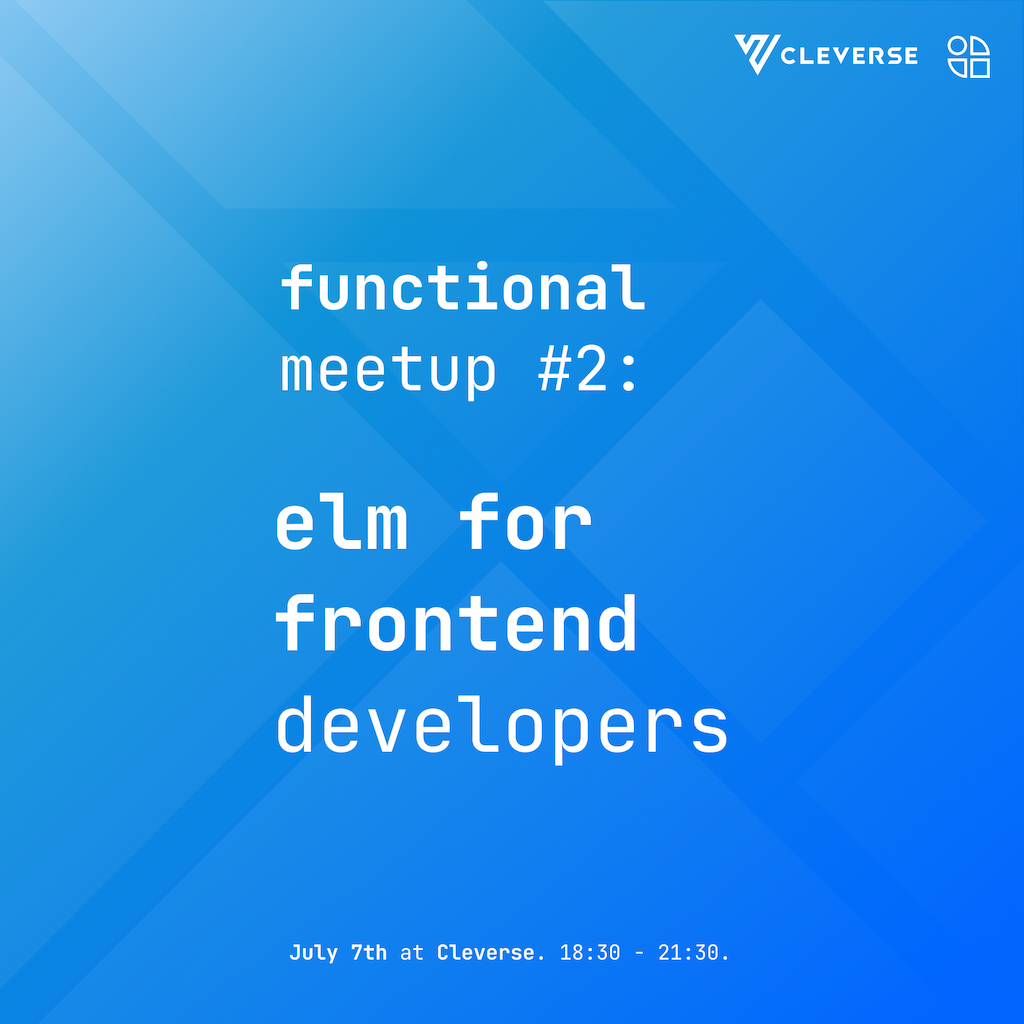 CLEVERSE
functional
meetup #2:
elm for
frontend
developers
July 7th at Cleverse. 18:30 - 21:30.